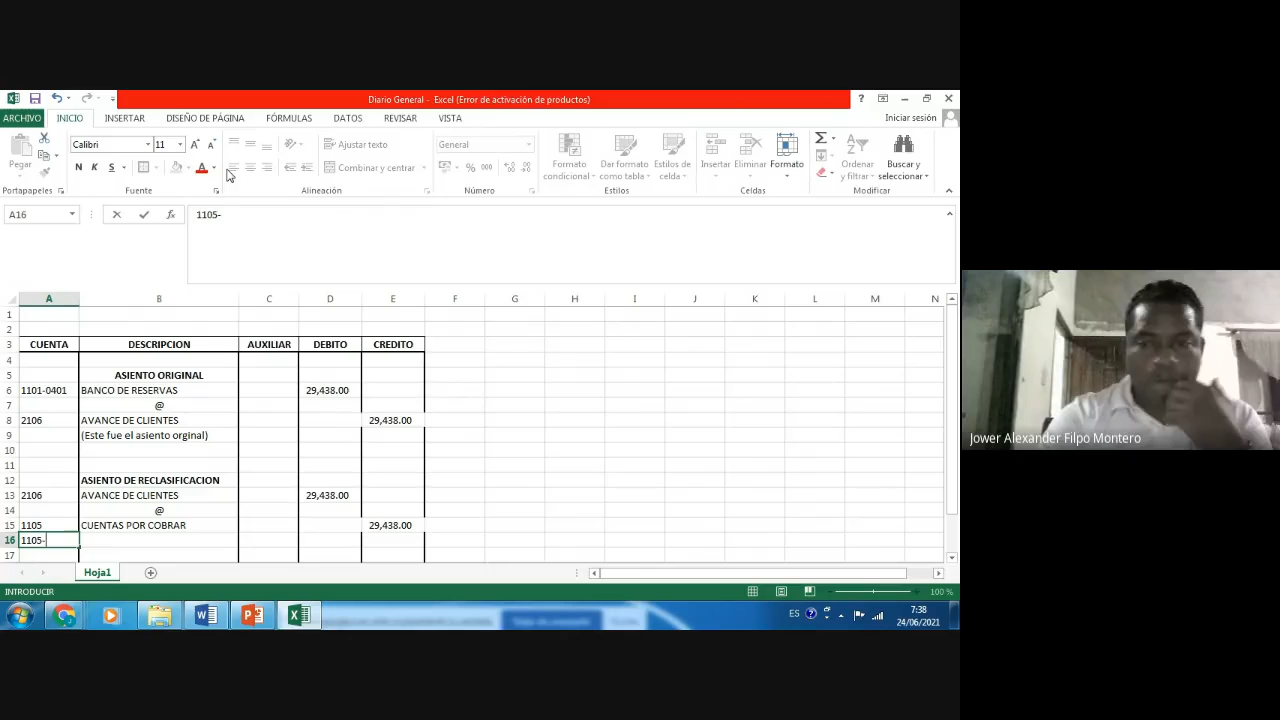 Diario General - Excel (Error de activación de productos)
?
ARCHIVO INICIO INSERTAR DISEÑO DE PÁGINA FÓRMULAS DATOS REVISAR VISTA Iniciar sesión
Pegar
Calibri 11
N K S
A
Ajustar texto
Combinar y centrar
General
% 000
Formato condicional
Dar formato como tabla
Estilos de celda
Insertar Eliminar Formato
Ordenar y filtrar
Buscar y seleccionar
Portapapeles Fuente Alineación Número Estilos Celdas Modificar
A16 fx 1105-
A B C D E F G H I J K L M N
1
2
3 CUENTA DESCRIPCION AUXILIAR DEBITO CREDITO
4
5 ASIENTO ORIGINAL
6 1101-0401 BANCO DE RESERVAS 29,438.00
7 @
8 2106 AVANCE DE CLIENTES 29,438.00
9 (Este fue el asiento orginal)
10
11
12 ASIENTO DE RECLASIFICACION
13 2106 AVANCE DE CLIENTES 29,438.00
14 @
15 1105 CUENTAS POR COBRAR 29,438.00
16 1105-
17
Hoja1
INTRODUCIR 100 %
ES 7:38
24/06/2021
Jower Alexander Filpo Montero